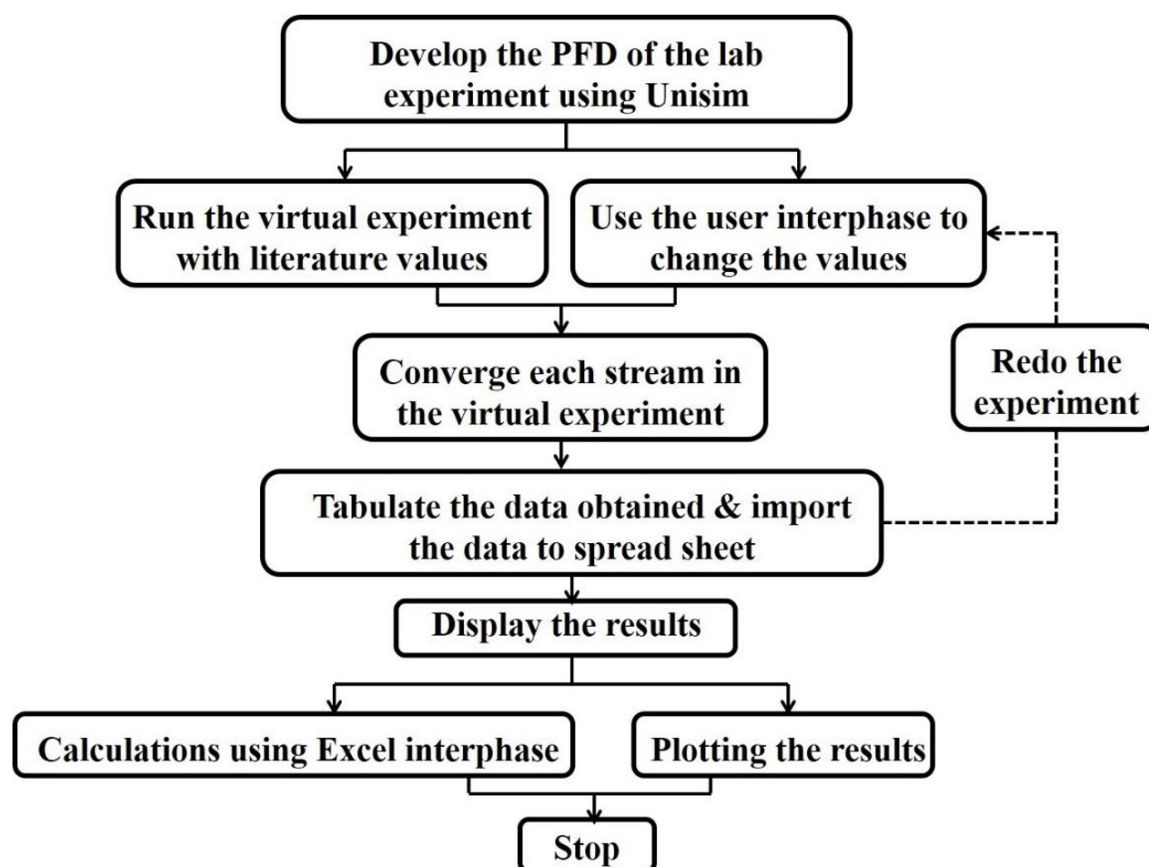 Develop the PFD of the lab
experiment using Unisim
Run the virtual experiment
with literature values
Use the user interphase to
change the values
Converge each stream in
the virtual experiment
Redo the
experiment
Tabulate the data obtained & import
the data to spread sheet
Display the results
Calculations using Excel interphase
Plotting the results
Stop